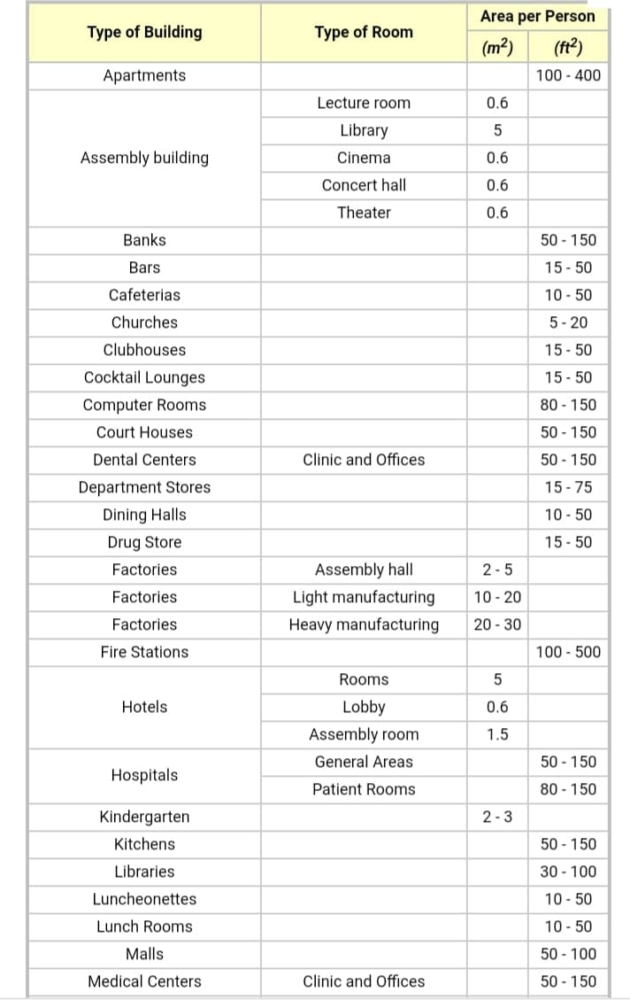 Type of Building Type of Room Area per Person
(m²) (ft²)
Apartments 100 - 400
Lecture room 0.6
Library 5
Assembly building Cinema 0.6
Concert hall 0.6
Theater 0.6
Banks 50 - 150
Bars 15 - 50
Cafeterias 10 - 50
Churches 5 - 20
Clubhouses 15 - 50
Cocktail Lounges 15 - 50
Computer Rooms 80 - 150
Court Houses 50 - 150
Dental Centers Clinic and Offices 50 - 150
Department Stores 15 - 75
Dining Halls 10 - 50
Drug Store 15 - 50
Factories Assembly hall 2 - 5
Factories Light manufacturing 10 - 20
Factories Heavy manufacturing 20 - 30
Fire Stations 100 - 500
Rooms 5
Hotels Lobby 0.6
Assembly room 1.5
Hospitals General Areas 50 - 150
Patient Rooms 80 - 150
Kindergarten 2 - 3
Kitchens 50 - 150
Libraries 30 - 100
Luncheonettes 10 - 50
Lunch Rooms 10 - 50
Malls 50 - 100
Medical Centers Clinic and Offices 50 - 150